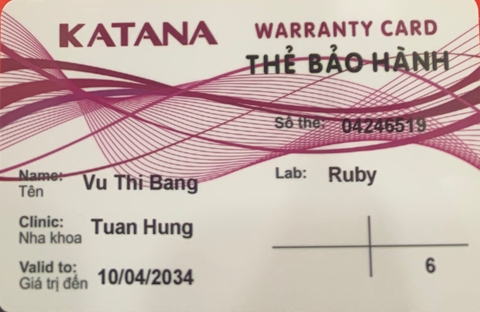 KATANA
WARRANTY CARD
THẺ BẢO HÀNH
Số thẻ: 04246519
Name: Vu Thi Bang
Tên
Lab: Ruby
Clinic: Tuan Hung
Nha khoa
Valid to: 10/04/2034
Giá trị đến
6